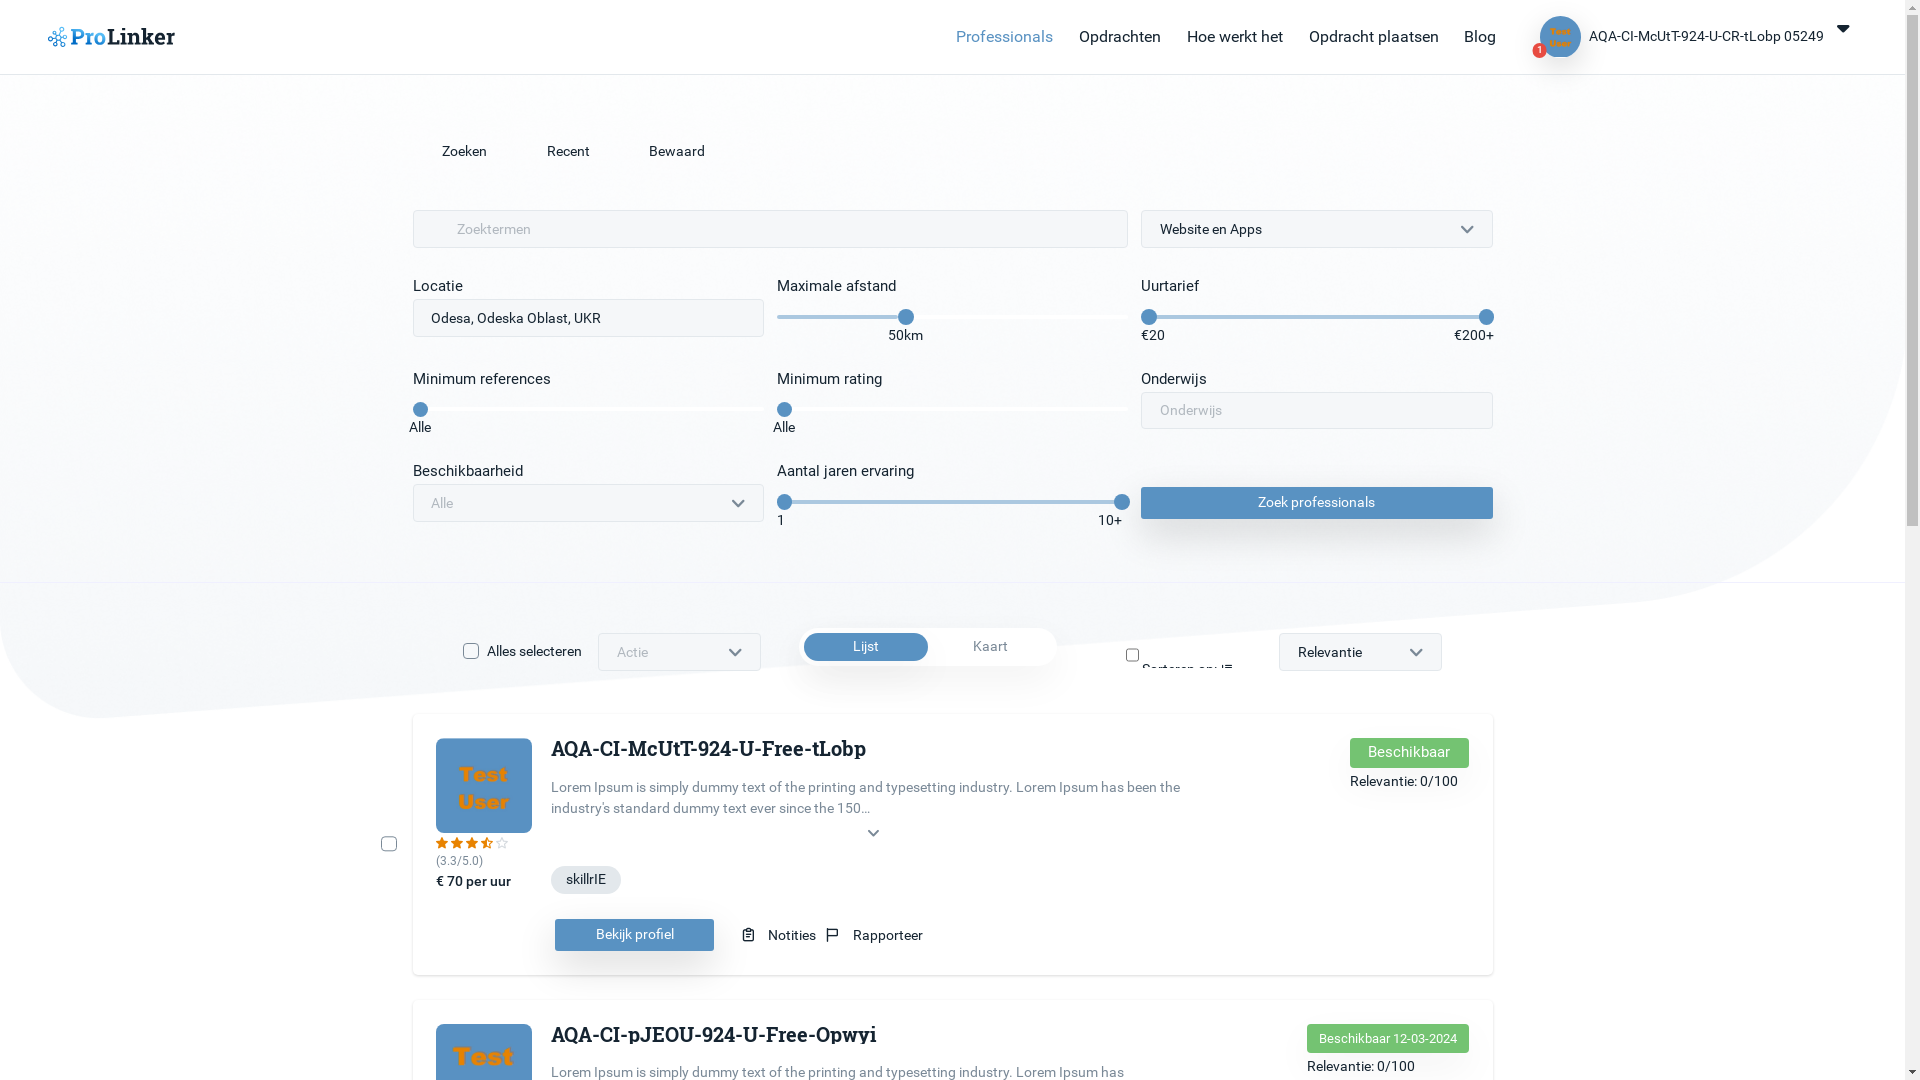 ProLinker
Professionals
Opdrachten
Hoe werkt het
Opdracht plaatsen
Blog
Test
User
1
AQA-CI-McUtT-924-U-CR-tLobp 05249
Zoeken
Recent
Bewaard
Zoektermen
Website en Apps
Locatie
Odesa, Odeska Oblast, UKR
Maximale afstand
50km
Uurtarief
€20
€200+
Minimum references
Alle
Minimum rating
Alle
Onderwijs
Onderwijs
Beschikbaarheid
Alle
Aantal jaren ervaring
1
10+
Zoek professionals
Alles selecteren
Actie
Lijst
Kaart
Relevantie
Test
User
(3.3/5.0)
€ 70 per uur
AQA-CI-McUtT-924-U-Free-tLobp
Lorem Ipsum is simply dummy text of the printing and typesetting industry. Lorem Ipsum has been the
industry's standard dummy text ever since the 150...
skillrIE
Bekijk profiel
Notities
Rapporteer
Beschikbaar
Relevantie: 0/100
Test
AQA-CI-pJEOU-924-U-Free-Opwyi
Lorem Ipsum is simply dummy text of the printing and typesetting industry. Lorem Ipsum has
Beschikbaar 12-03-2024
Relevantie: 0/100